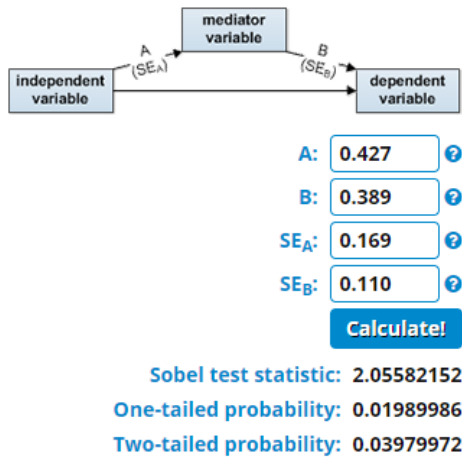 mediator
variable
A
(SEA)
B
(SEB)
independent
variable
dependent
variable
A: 0.427 ?
B: 0.389 ?
SEA: 0.169 ?
SEB: 0.110 ?
Calculate!
Sobel test statistic: 2.05582152
One-tailed probability: 0.01989986
Two-tailed probability: 0.03979972